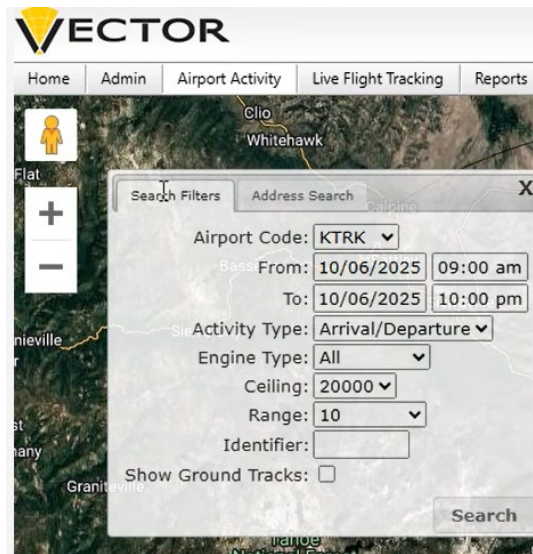 VECTOR
Home Admin Airport Activity Live Flight Tracking Reports
Clio
Whitehawk
Flat
Search Filters Address Search X
Calpine
Airport Code: KTRK
From: 10/06/2025 09:00 am
To: 10/06/2025 10:00 pm
Activity Type: Arrival/Departure
nieville
Engine Type: All
Ceiling: 20000
Range: 10
Identifier:
Show Ground Tracks:
Graniteville
Search
Tahoe
National Forest